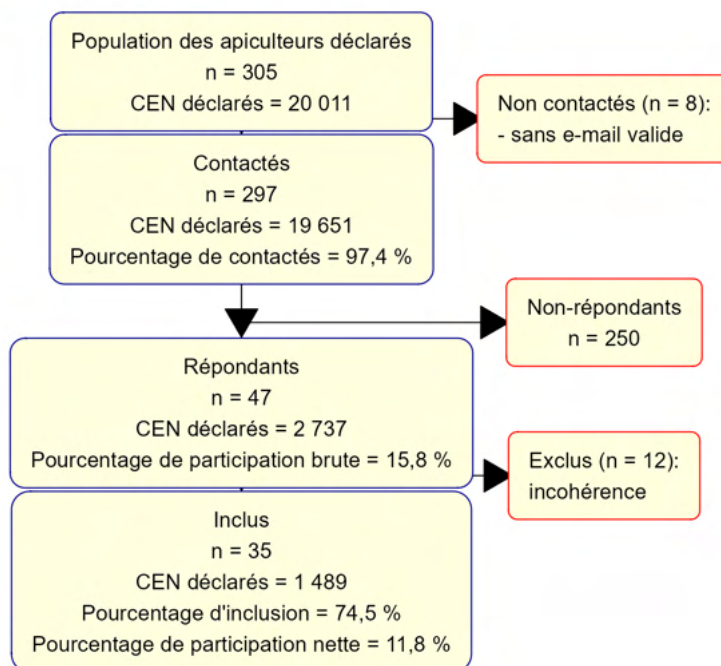 Population des apiculteurs déclarés
n = 305
CEN déclarés = 20 011
Non contactés (n = 8):
- sans e-mail valide
Contactés
n = 297
CEN déclarés = 19 651
Pourcentage de contactés = 97,4 %
Non-répondants
n = 250
Répondants
n = 47
CEN déclarés = 2 737
Pourcentage de participation brute = 15,8 %
Exclus (n = 12):
incohérence
Inclus
n = 35
CEN déclarés = 1 489
Pourcentage d'inclusion = 74,5 %
Pourcentage de participation nette = 11,8 %